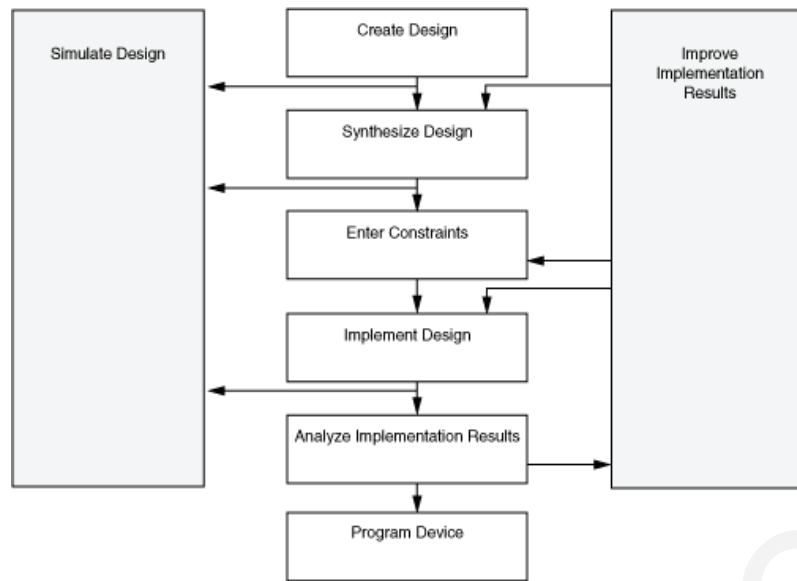 Create Design
Simulate Design
Improve
Implementation
Results
Synthesize Design
Enter Constraints
Implement Design
Analyze Implementation Results
Program Device